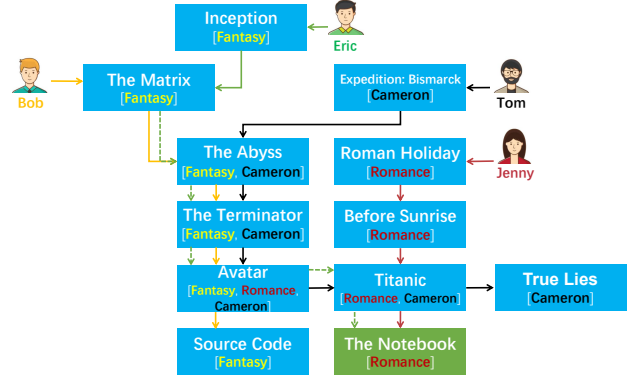 Inception
[Fantasy]
Eric
The Matrix
[Fantasy]
Bob
Expedition: Bismarck
[Cameron]
Tom
The Abyss
[Fantasy, Cameron]
Roman Holiday
[Romance]
Jenny
The Terminator
[Fantasy, Cameron]
Before Sunrise
[Romance]
Avatar
[Fantasy, Romance,
Cameron]
Titanic
[Romance, Cameron]
True Lies
[Cameron]
Source Code
[Fantasy]
The Notebook
[Romance]